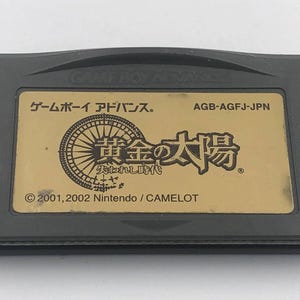 GAME BOY ADVANCE
ゲームボーイ アドバンス。
AGB-AGFJ-JPN
黄金の太陽
失われし時代
®
©2001,2002 Nintendo / CAMELOT